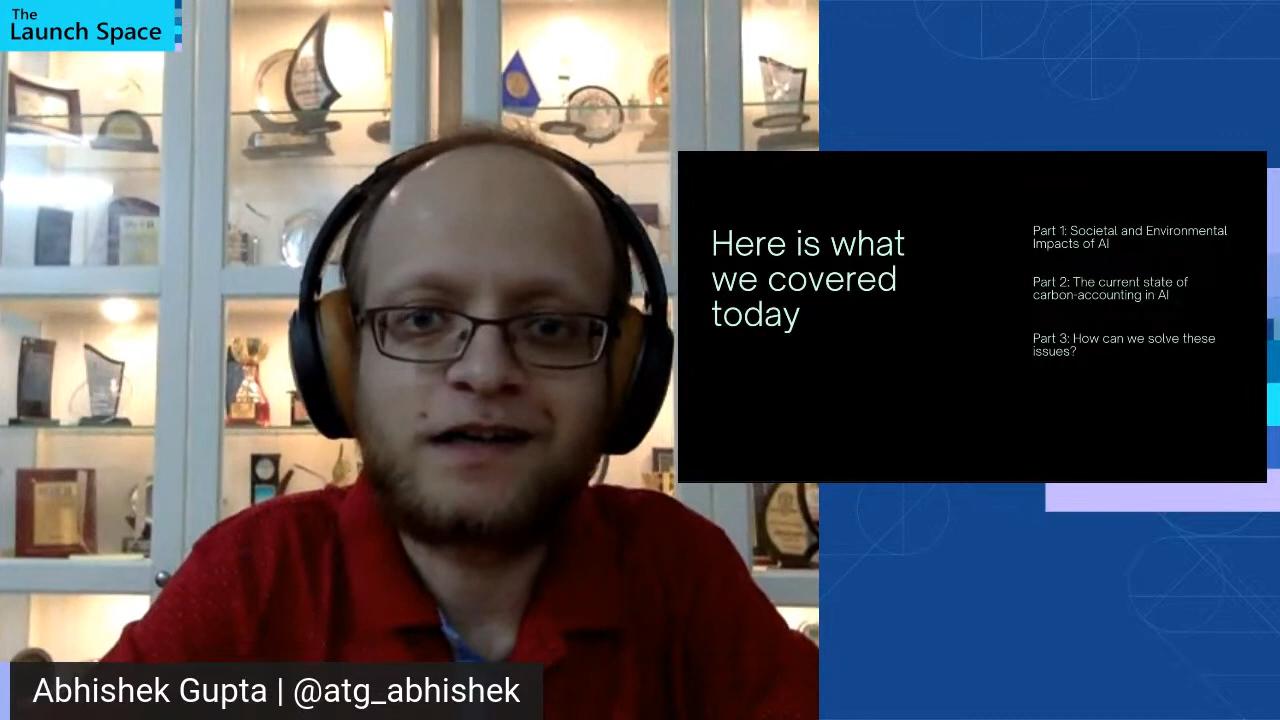 The
Launch Space
Here is what
we covered
today
Part 1: Societal and Environmental
Impacts of AI
Part 2: The current state of
carbon-accounting in AI
Part 3: How can we solve these
issues?
Abhishek Gupta | @atg_abhishek